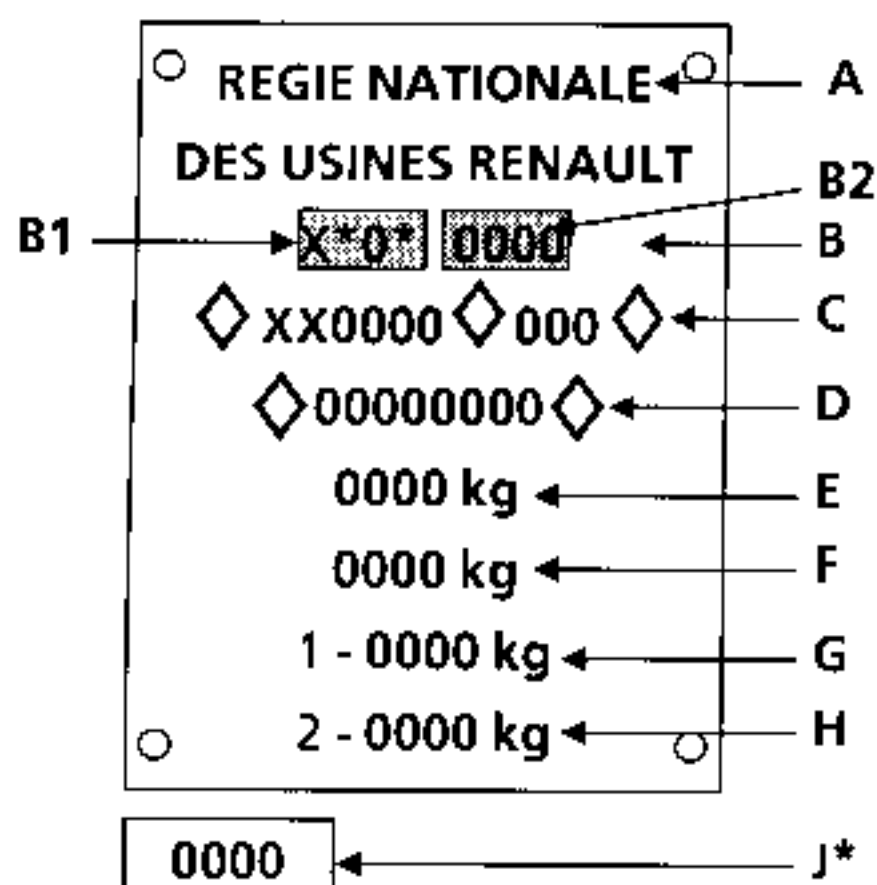 REGIE NATIONALE A
DES USINES RENAULT
B2
B1 X*0* 0000 B
XX0000 000 C
00000000 D
0000 kg E
0000 kg F
1 - 0000 kg G
2 - 0000 kg H
0000 J*